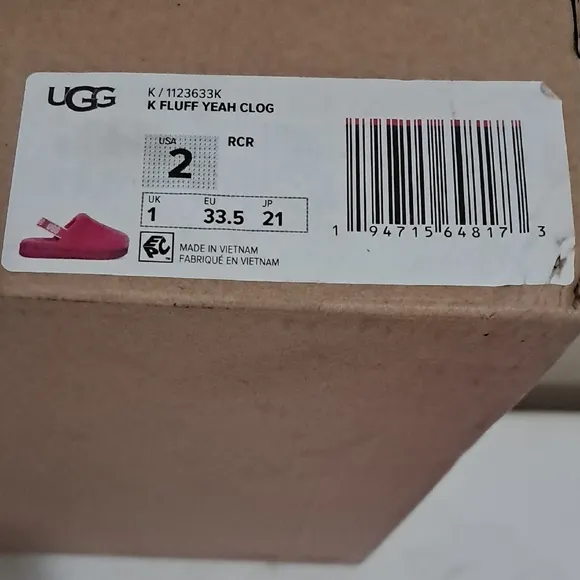 UGG
K / 1123633K
K FLUFF YEAH CLOG
USA
2
RCR
UK EU JP
1 33.5 21
MADE IN VIETNAM
FABRIQUÉ EN VIETNAM
1 94715 64817 3